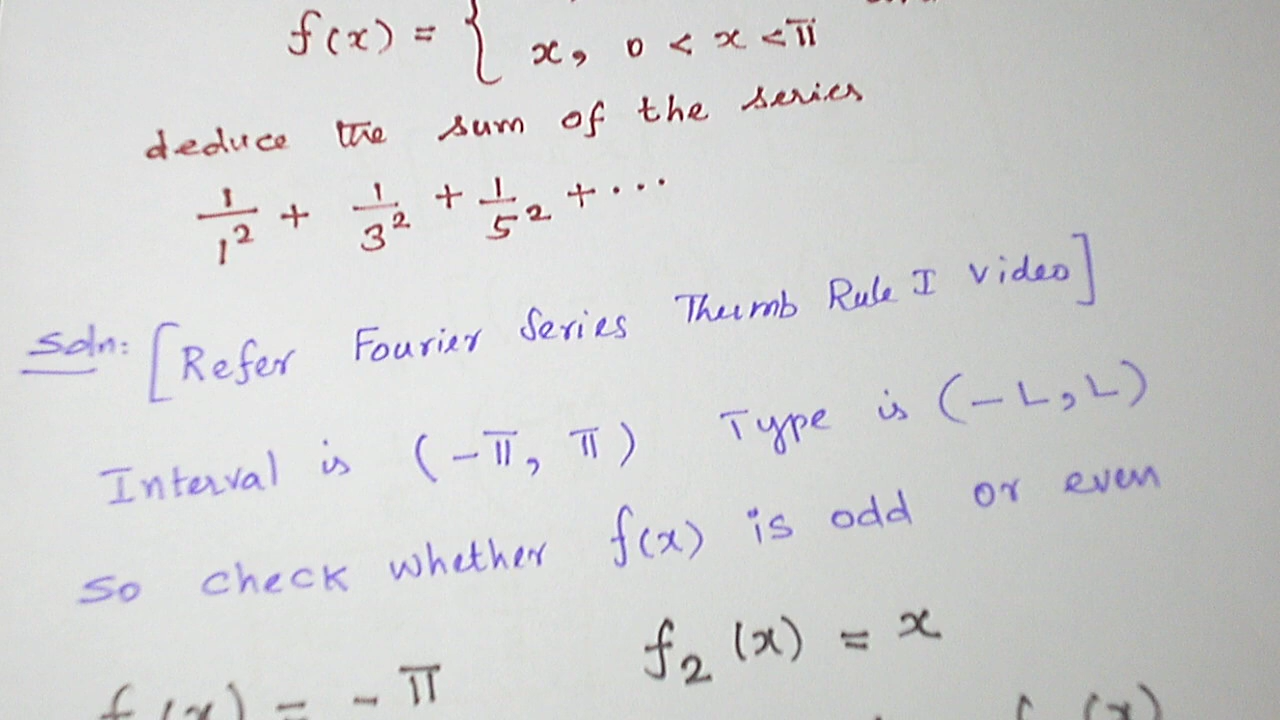 f(x) = {
x, 0 < x < π
deduce the sum of the series
1/1² + 1/3² + 1/5² + ...
Soln: [Refer Fourier Series Thumb Rule I video]
Interval is (-π, π) Type is (-L, L)
So check whether f(x) is odd or even
f₂(x) = x
f(x) = -π